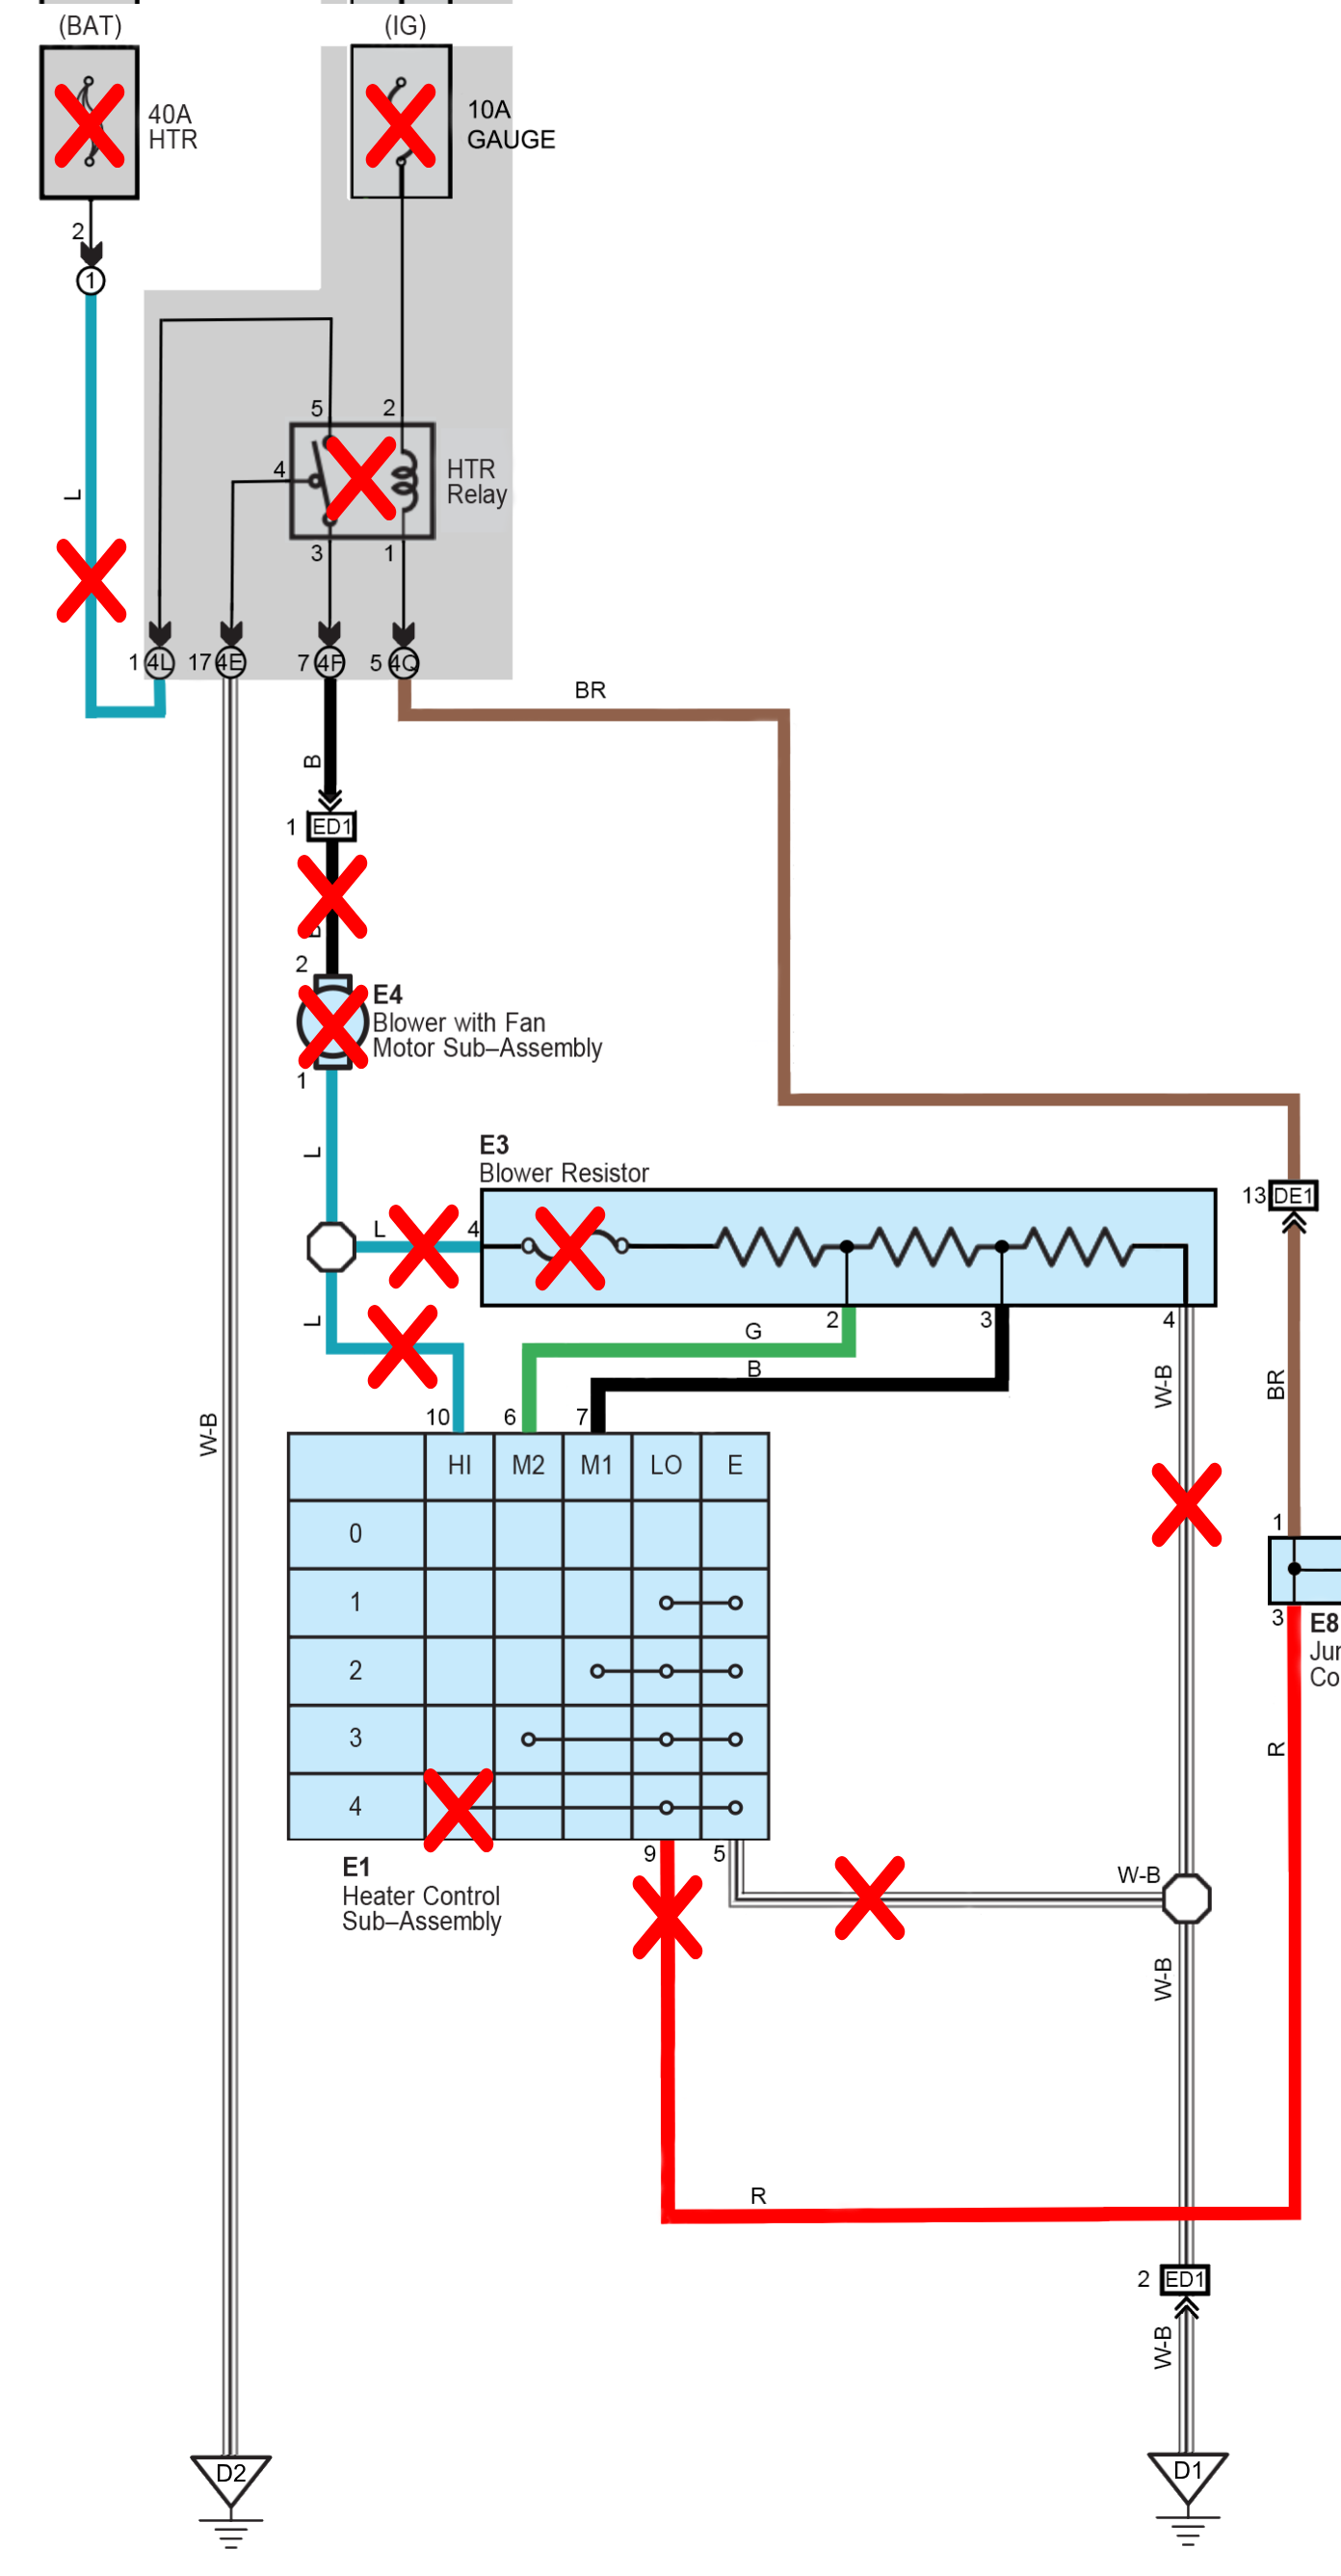 (BAT)
(IG)
40A
HTR
10A
GAUGE
2
1
5
2
4
HTR
Relay
L
3
1
1
4L
17
4E
7
4F
5
4Q
BR
B
1
ED1
2
E4
Blower with Fan
Motor Sub–Assembly
1
L
E3
Blower Resistor
13
DE1
L
4
L
2
3
4
G
B
W-B
BR
W-B
10
6
7
HI
M2
M1
LO
E
0
1
1
2
3
4
3
E8
9
5
E1
Heater Control
Sub–Assembly
W-B
R
W-B
R
2
ED1
W-B
D2
D1